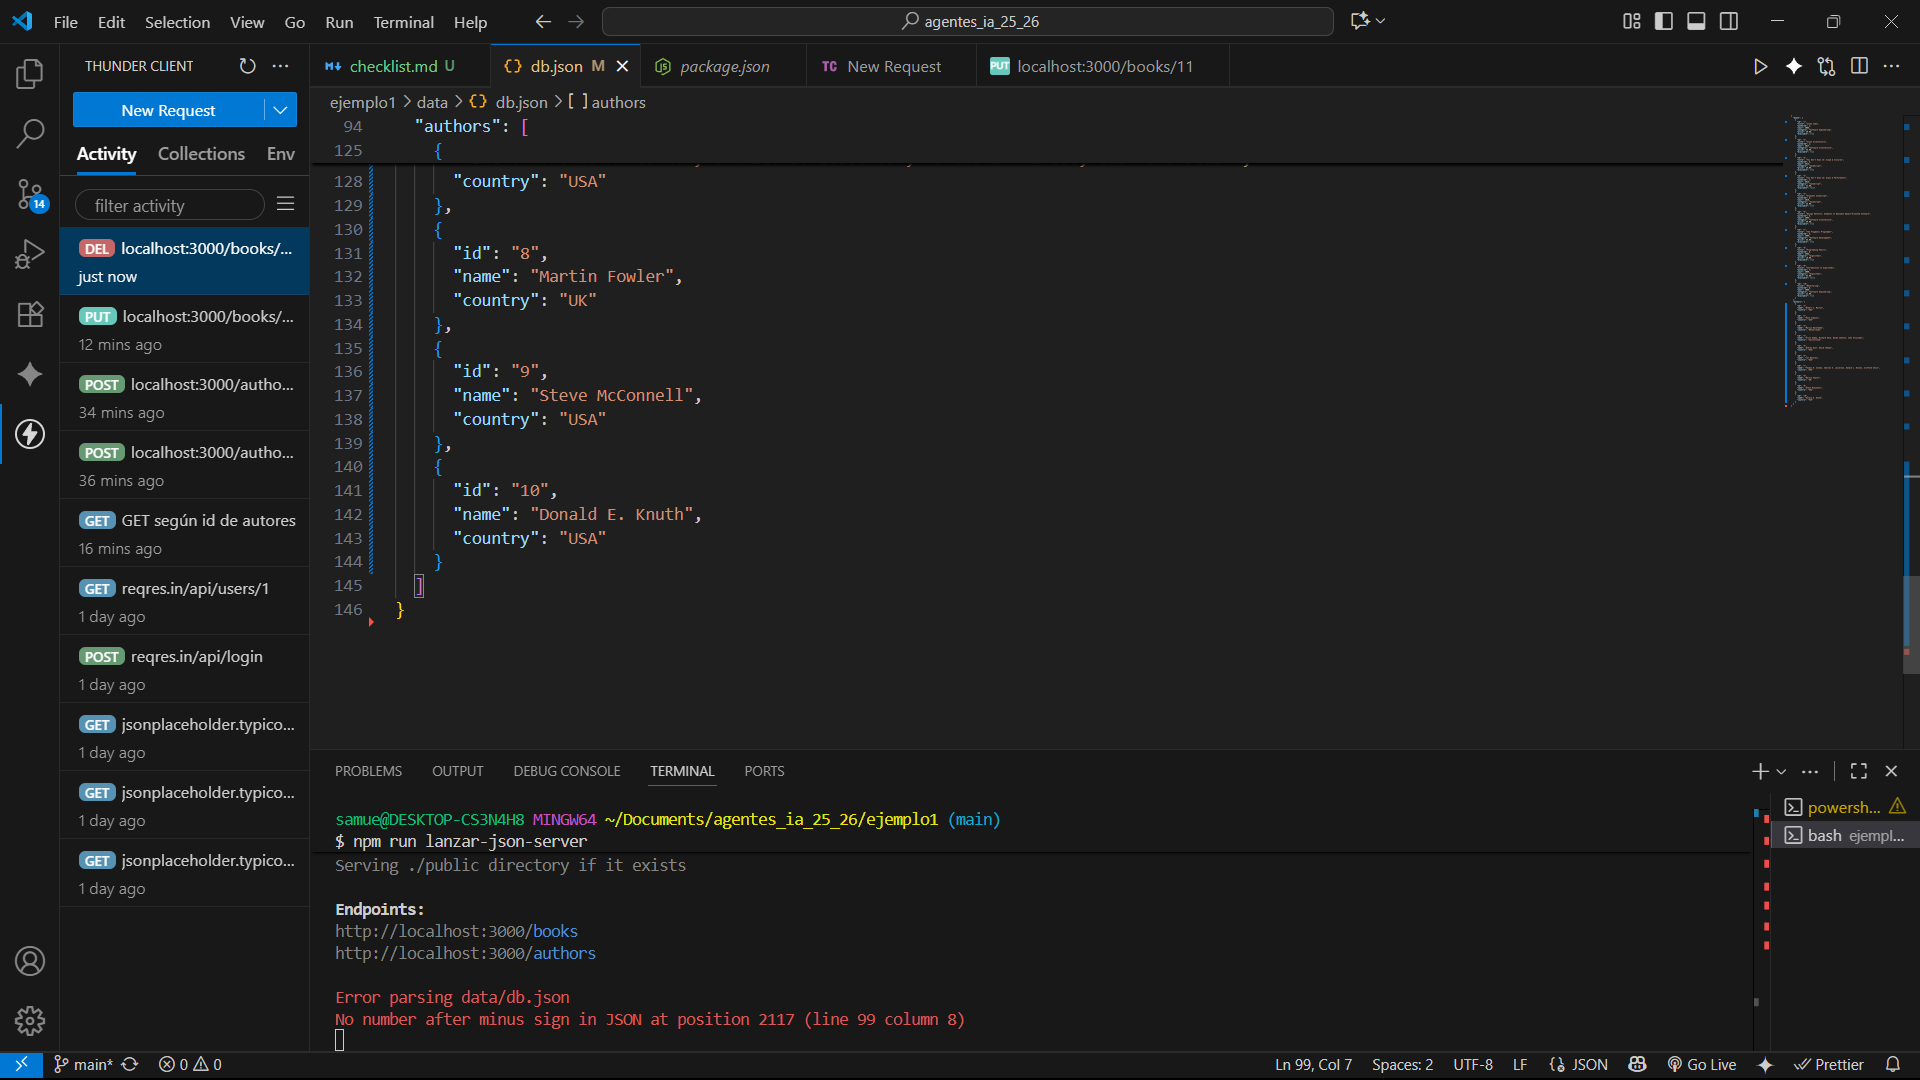 File Edit Selection View Go Run Terminal Help
agentes_ia_25_26
THUNDER CLIENT
New Request
Activity Collections Env
filter activity
DEL localhost:3000/books/...
just now
PUT localhost:3000/books/...
12 mins ago
POST localhost:3000/autho...
34 mins ago
POST localhost:3000/autho...
36 mins ago
GET GET según id de autores
16 mins ago
GET reqres.in/api/users/1
1 day ago
POST reqres.in/api/login
1 day ago
GET jsonplaceholder.typico...
1 day ago
GET jsonplaceholder.typico...
1 day ago
GET jsonplaceholder.typico...
1 day ago
14
checklist.md U
{} db.json M
package.json
TC New Request
PUT localhost:3000/books/11
ejemplo1 > data > {} db.json > [ ] authors
94 "authors": [
125 {
128 "country": "USA"
129 },
130 {
131 "id": "8",
132 "name": "Martin Fowler",
133 "country": "UK"
134 },
135 {
136 "id": "9",
137 "name": "Steve McConnell",
138 "country": "USA"
139 },
140 {
141 "id": "10",
142 "name": "Donald E. Knuth",
143 "country": "USA"
144 }
145 ]
146 }
PROBLEMS OUTPUT DEBUG CONSOLE TERMINAL PORTS
samue@DESKTOP-CS3N4H8 MINGW64 ~/Documents/agentes_ia_25_26/ejemplo1 (main)
$ npm run lanzar-json-server
Serving ./public directory if it exists
Endpoints:
http://localhost:3000/books
http://localhost:3000/authors
Error parsing data/db.json
No number after minus sign in JSON at position 2117 (line 99 column 8)
powersh...
bash ejempl...
main* 0 0
Ln 99, Col 7 Spaces: 2 UTF-8 LF {} JSON Go Live Prettier